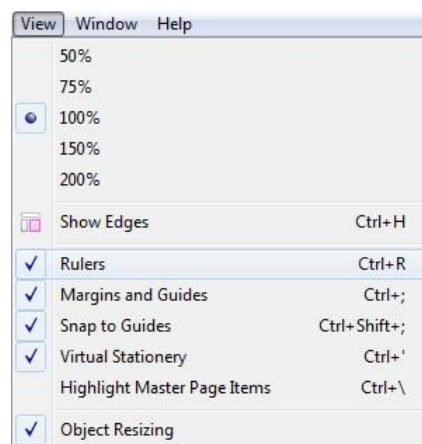 View Window Help
50%
75%
100%
150%
200%
Show Edges Ctrl+H
Rulers Ctrl+R
Margins and Guides Ctrl+;
Snap to Guides Ctrl+Shift+;
Virtual Stationery Ctrl+'
Highlight Master Page Items Ctrl+\
Object Resizing